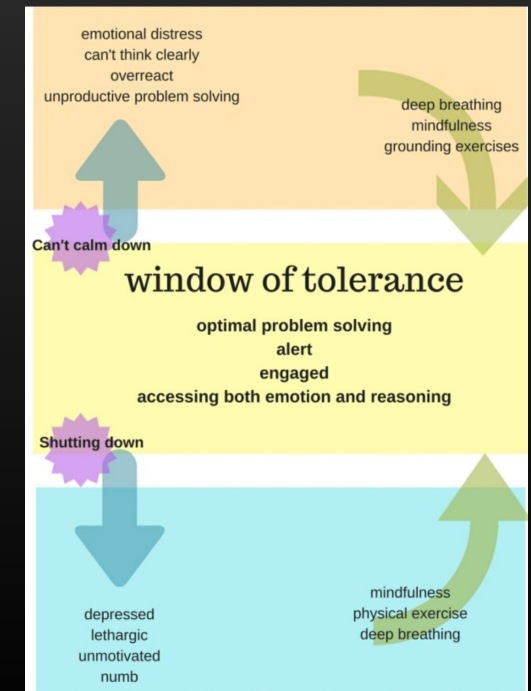 emotional distress
can't think clearly
overreact
unproductive problem solving
deep breathing
mindfulness
grounding exercises
Can't calm down
window of tolerance
optimal problem solving
alert
engaged
accessing both emotion and reasoning
Shutting down
mindfulness
physical exercise
deep breathing
depressed
lethargic
unmotivated
numb